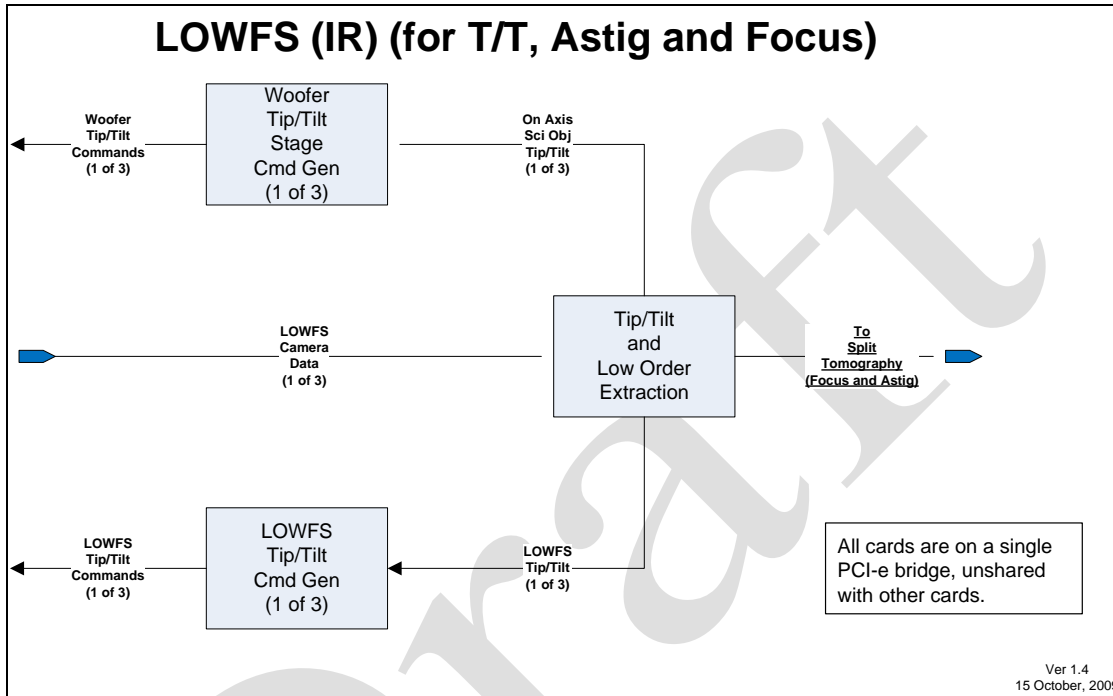 LOWFS (IR) (for T/T, Astig and Focus)
Woofer
Tip/Tilt
Commands
(1 of 3)
Woofer
Tip/Tilt
Stage
Cmd Gen
(1 of 3)
On Axis
Sci Obj
Tip/Tilt
(1 of 3)
LOWFS
Camera
Data
(1 of 3)
Tip/Tilt
and
Low Order
Extraction
To
Split
Tomography
(Focus and Astig)
LOWFS
Tip/Tilt
Commands
(1 of 3)
LOWFS
Tip/Tilt
Cmd Gen
(1 of 3)
LOWFS
Tip/Tilt
(1 of 3)
All cards are on a single
PCI-e bridge, unshared
with other cards.
Ver 1.4
15 October, 2009
Draft